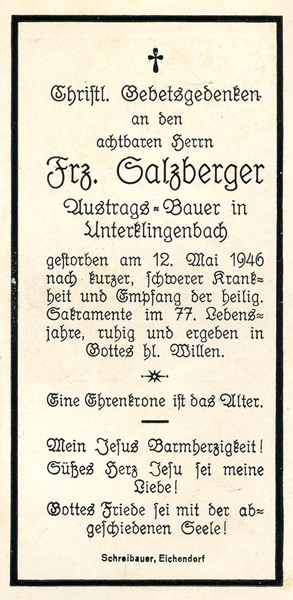 Christl. Gebetsgedenken
an den
achtbaren Herrn
Frz. Salzberger
Austrags=Bauer in
Unterklingenbach
gestorben am 12. Mai 1946
nach kurzer, schwerer Krank=
heit und Empfang der heilig.
Sakramente im 77. Lebens=
jahre, ruhig und ergeben in
Gottes hl. Willen.
Eine Ehrenkrone ist das Alter.
Mein Jesus Barmherzigkeit!
Süßes Herz Jesu sei meine
Liebe!
Gottes Friede sei mit der ab=
geschiedenen Seele!
Schreibauer, Eichendorf